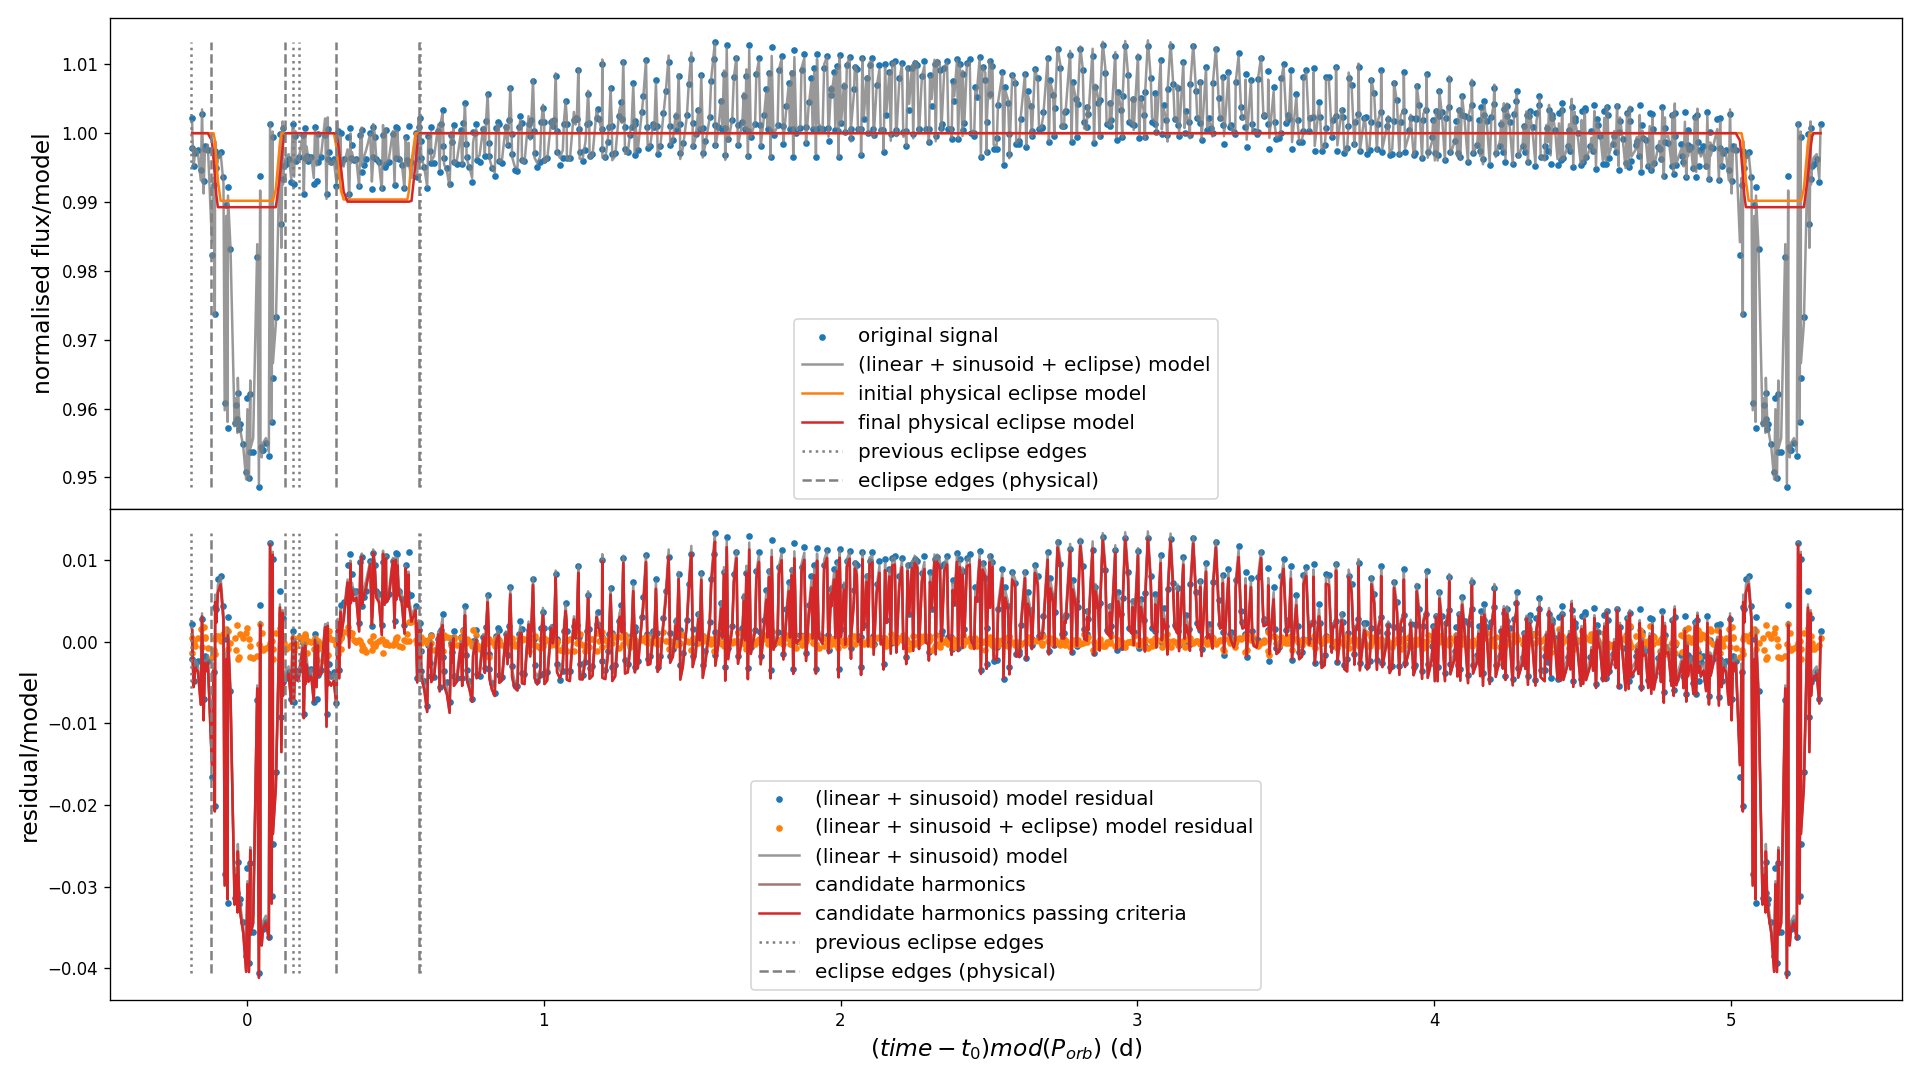 normalised flux/model
1.01
1.00
0.99
0.98
0.97
0.96
0.95
original signal
(linear + sinusoid + eclipse) model
initial physical eclipse model
final physical eclipse model
previous eclipse edges
eclipse edges (physical)
residual/model
0.01
0.00
−0.01
−0.02
−0.03
−0.04
(linear + sinusoid) model residual
(linear + sinusoid + eclipse) model residual
(linear + sinusoid) model
candidate harmonics
candidate harmonics passing criteria
previous eclipse edges
eclipse edges (physical)
0 1 2 3 4 5
(time − t₀)mod(P_orb) (d)